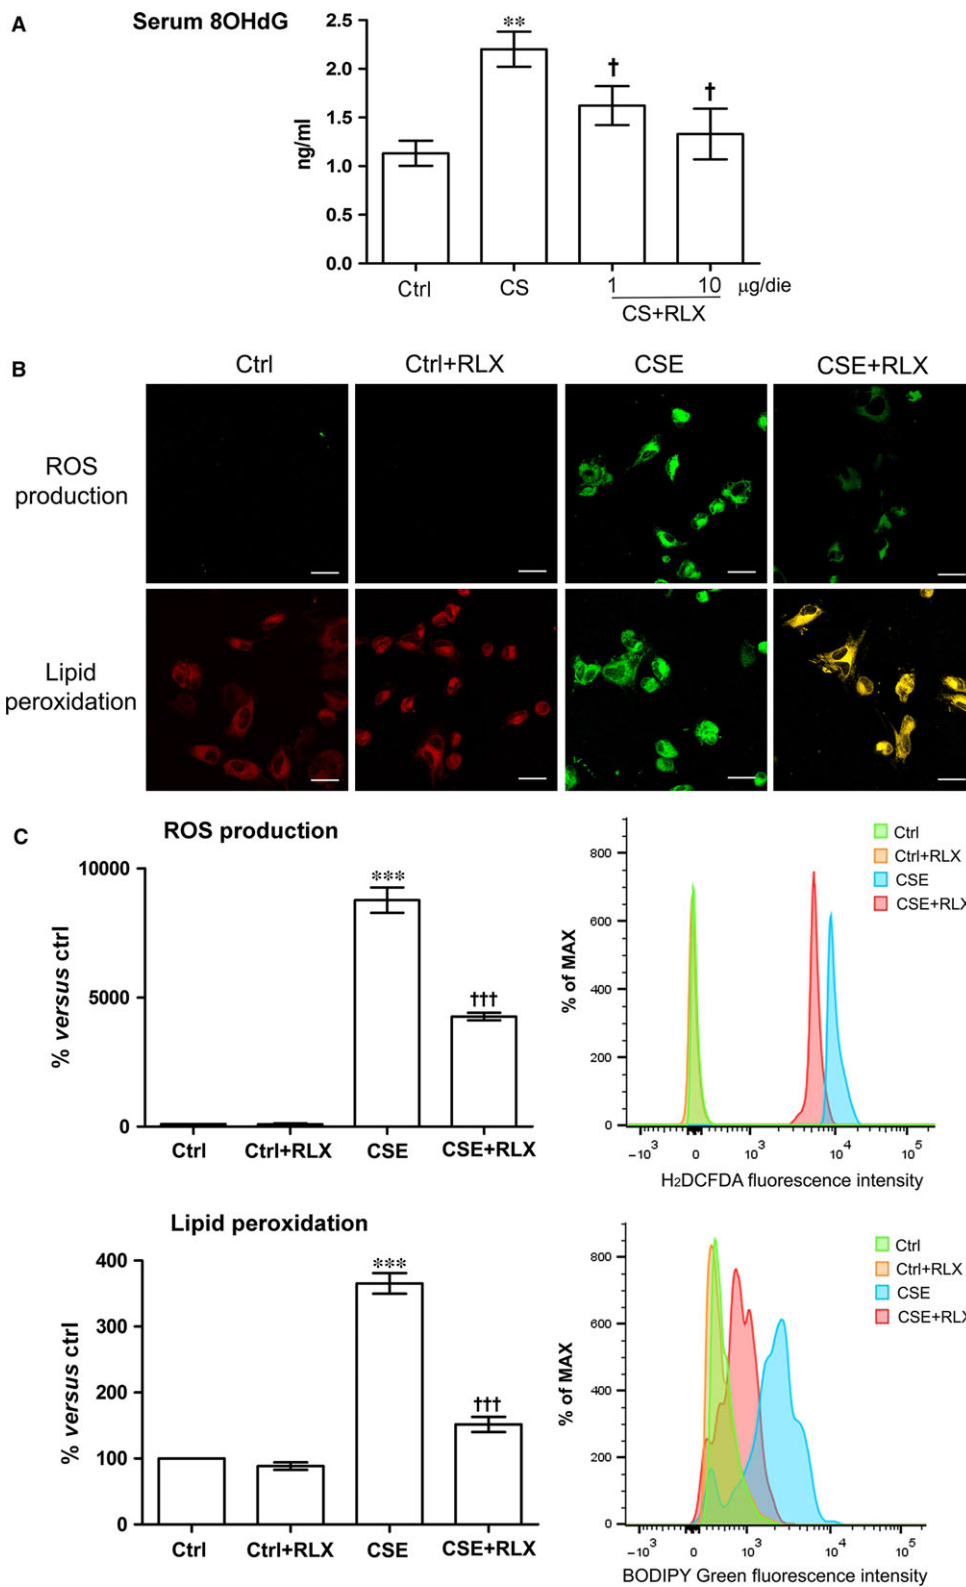 A
Serum 8OHdG
2.5
**
2.0
†
†
ng/ml
1.5
1.0
0.5
0.0
Ctrl
CS
1
10
µg/die
CS+RLX
B
Ctrl
Ctrl+RLX
CSE
CSE+RLX
ROS
production
Lipid
peroxidation
C
ROS production
10000
***
% versus ctrl
5000
†††
0
Ctrl
Ctrl+RLX
CSE
CSE+RLX
Ctrl
Ctrl+RLX
CSE
CSE+RLX
% of MAX
800
600
400
200
0
−10³
0
10³
10⁴
10⁵
H₂DCFDA fluorescence intensity
Lipid peroxidation
400
***
300
% versus ctrl
200
†††
100
0
Ctrl
Ctrl+RLX
CSE
CSE+RLX
Ctrl
Ctrl+RLX
CSE
CSE+RLX
% of MAX
800
600
400
200
0
−10³
0
10³
10⁴
10⁵
BODIPY Green fluorescence intensity